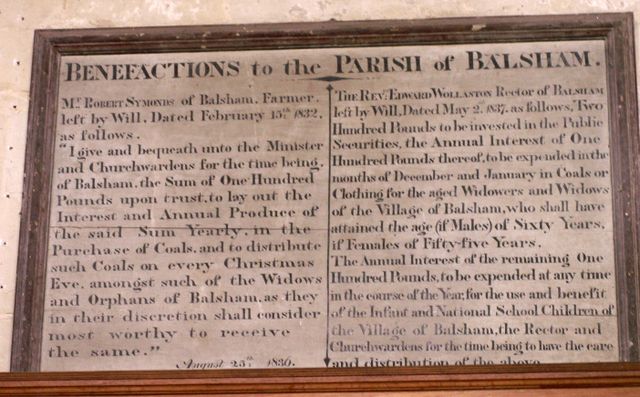 BENEFACTIONS to the PARISH of BALSHAM.
Mr. ROBERT SYMONDS of Balsham, Farmer,
left by Will, Dated February 15th. 1832,
as follows.
"I give and bequeath unto the Minister
and Churchwardens for the time being,
of Balsham, the Sum of One Hundred
Pounds upon trust, to lay out the
Interest and Annual Produce of
the said Sum Yearly, in the
Purchase of Coals, and to distribute
such Coals on every Christmas
Eve, amongst such of the Widows
and Orphans of Balsham, as they
in their discretion shall consider
most worthy to receive
the same."
August 25th. 1836.
THE REVd. EDWARD WOLLASTON Rector of BALSHAM
left by Will, Dated May 2d. 1837, as follows, Two
Hundred Pounds to be invested in the Public
Securities, the Annual Interest of One
Hundred Pounds thereof, to be expended in the
months of December and January in Coals or
Clothing for the aged Widowers and Widows
of the Village of Balsham, who shall have
attained the age (if Males) of Sixty Years,
if Females of Fifty-five Years.
The Annual Interest of the remaining One
Hundred Pounds, to be expended at any time
in the course of the Year, for the use and benefit
of the Infant and National School Children of
the Village of Balsham, the Rector and
Churchwardens for the time being to have the care
and distribution of the above